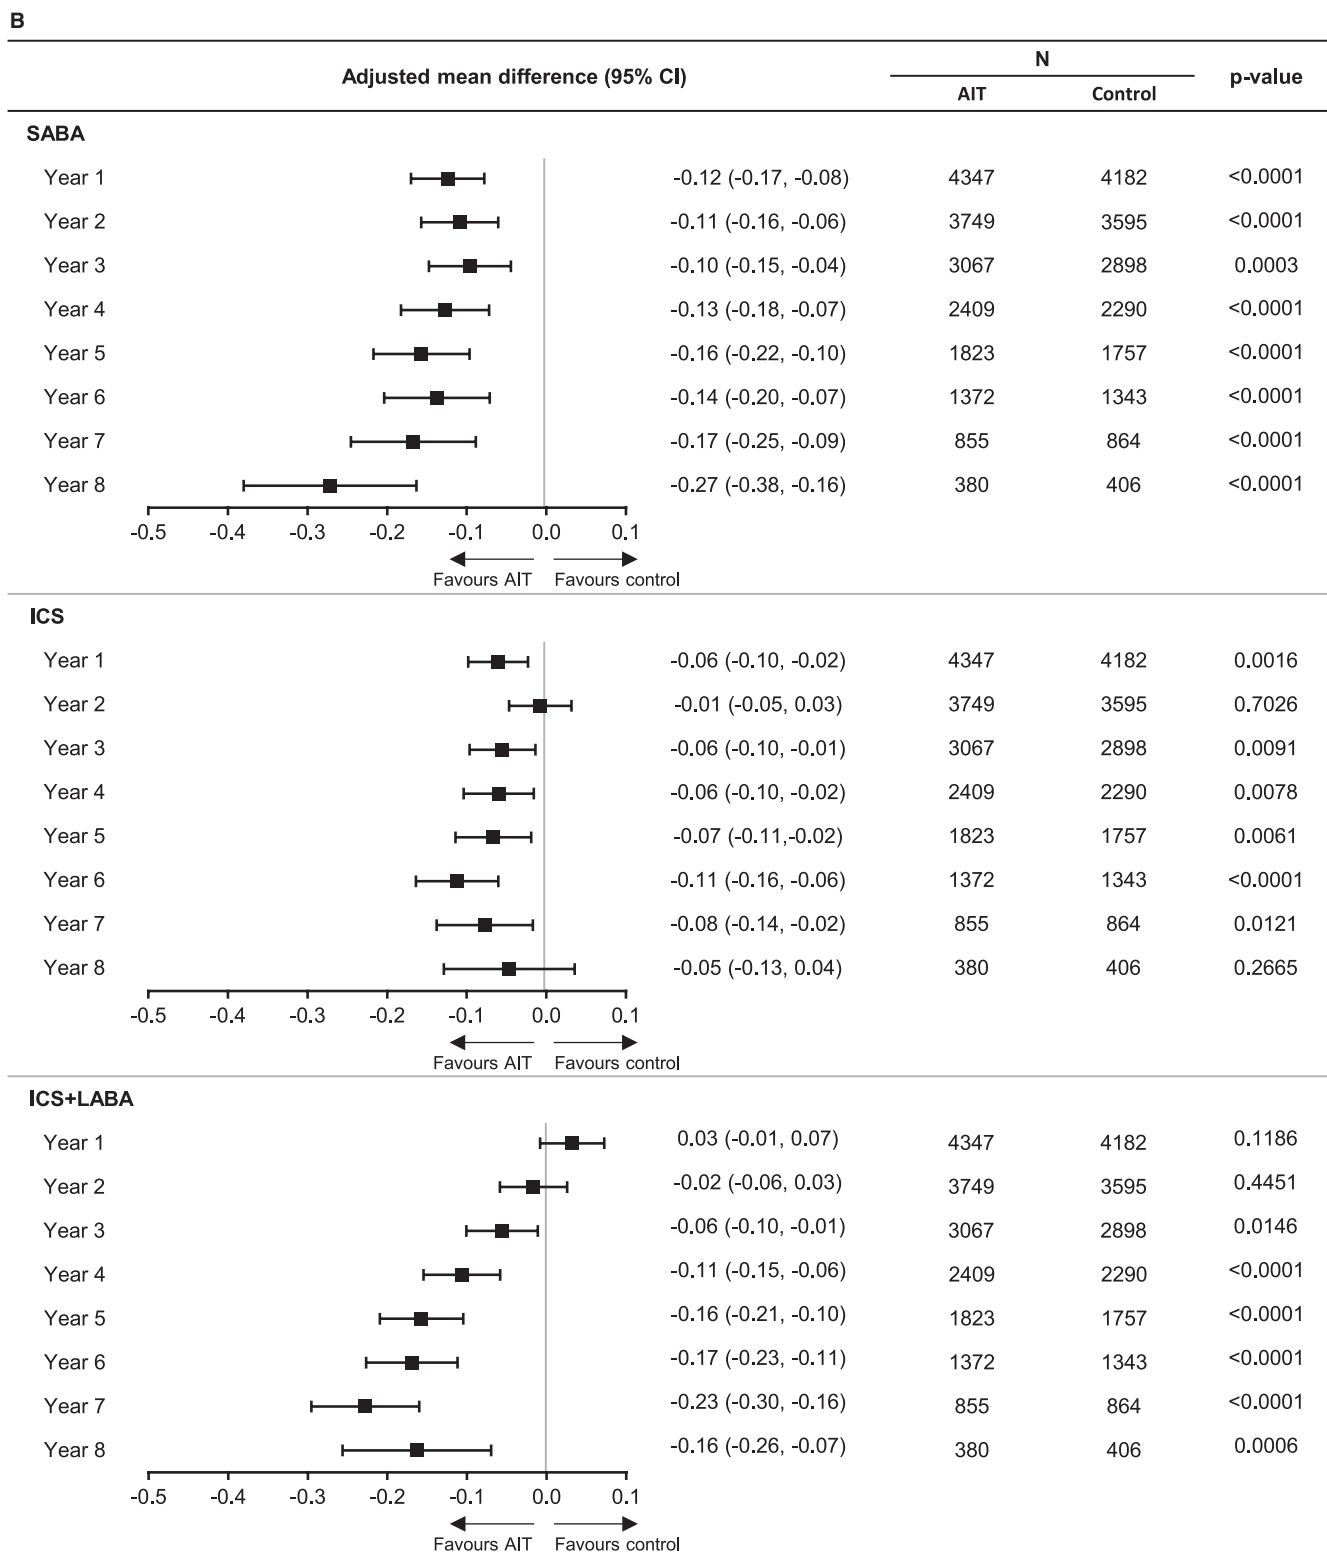 B
Adjusted mean difference (95% CI) N p-value
AIT Control
SABA
Year 1 -0.12 (-0.17, -0.08) 4347 4182 <0.0001
Year 2 -0.11 (-0.16, -0.06) 3749 3595 <0.0001
Year 3 -0.10 (-0.15, -0.04) 3067 2898 0.0003
Year 4 -0.13 (-0.18, -0.07) 2409 2290 <0.0001
Year 5 -0.16 (-0.22, -0.10) 1823 1757 <0.0001
Year 6 -0.14 (-0.20, -0.07) 1372 1343 <0.0001
Year 7 -0.17 (-0.25, -0.09) 855 864 <0.0001
Year 8 -0.27 (-0.38, -0.16) 380 406 <0.0001
-0.5 -0.4 -0.3 -0.2 -0.1 0.0 0.1
Favours AIT Favours control
ICS
Year 1 -0.06 (-0.10, -0.02) 4347 4182 0.0016
Year 2 -0.01 (-0.05, 0.03) 3749 3595 0.7026
Year 3 -0.06 (-0.10, -0.01) 3067 2898 0.0091
Year 4 -0.06 (-0.10, -0.02) 2409 2290 0.0078
Year 5 -0.07 (-0.11,-0.02) 1823 1757 0.0061
Year 6 -0.11 (-0.16, -0.06) 1372 1343 <0.0001
Year 7 -0.08 (-0.14, -0.02) 855 864 0.0121
Year 8 -0.05 (-0.13, 0.04) 380 406 0.2665
-0.5 -0.4 -0.3 -0.2 -0.1 0.0 0.1
Favours AIT Favours control
ICS+LABA
Year 1 0.03 (-0.01, 0.07) 4347 4182 0.1186
Year 2 -0.02 (-0.06, 0.03) 3749 3595 0.4451
Year 3 -0.06 (-0.10, -0.01) 3067 2898 0.0146
Year 4 -0.11 (-0.15, -0.06) 2409 2290 <0.0001
Year 5 -0.16 (-0.21, -0.10) 1823 1757 <0.0001
Year 6 -0.17 (-0.23, -0.11) 1372 1343 <0.0001
Year 7 -0.23 (-0.30, -0.16) 855 864 <0.0001
Year 8 -0.16 (-0.26, -0.07) 380 406 0.0006
-0.5 -0.4 -0.3 -0.2 -0.1 0.0 0.1
Favours AIT Favours control